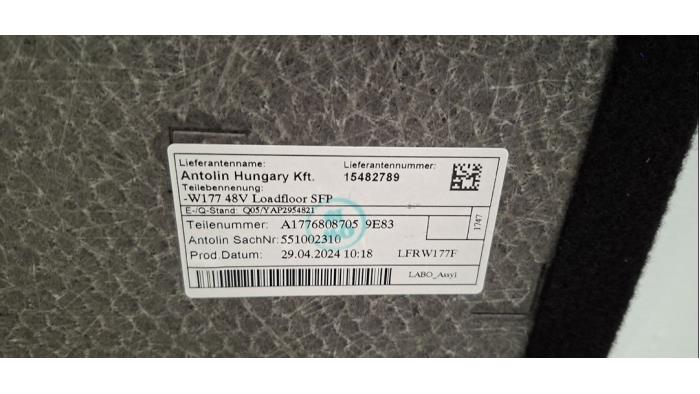 Lieferantenname: Lieferantennummer:
Antolin Hungary Kft. 15482789
Teilebennenung:
-W177 48V Loadfloor SFP
E-/Q-Stand: Q05/YAP2954821
Teilenummer: A1776808705 9E83
1747
Antolin SachNr: 551002310
Prod.Datum: 29.04.2024 10:18 LFRW177F
LABO_Assy1